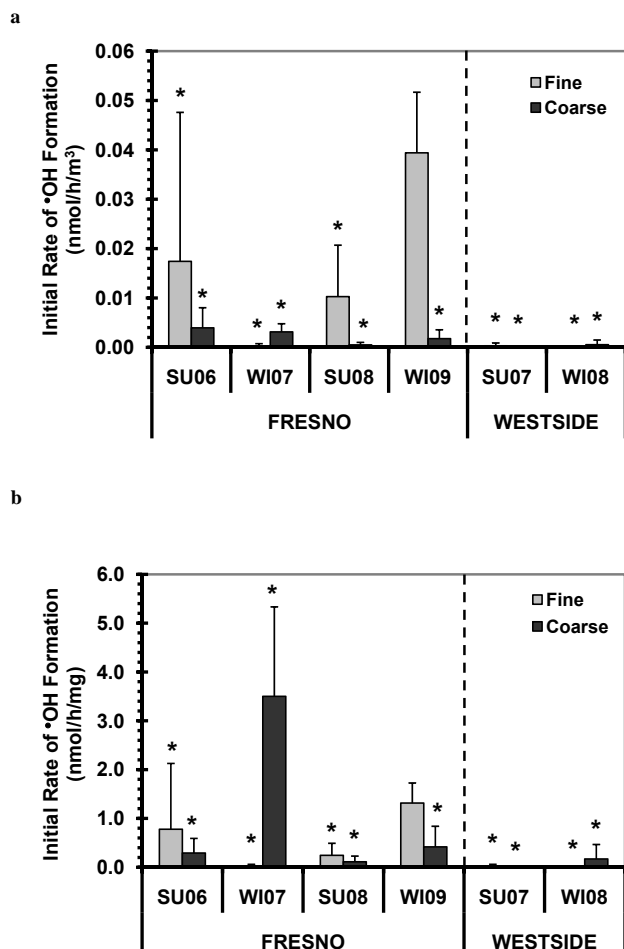 a
Initial Rate of •OH Formation
(nmol/h/m³)
0.06
0.05
0.04
0.03
0.02
0.01
0.00
Fine
Coarse
* * * * * * * * * * *
SU06 WI07 SU08 WI09 SU07 WI08
FRESNO WESTSIDE
b
Initial Rate of •OH Formation
(nmol/h/mg)
6.0
5.0
4.0
3.0
2.0
1.0
0.0
Fine
Coarse
* * * * * * * * * * *
SU06 WI07 SU08 WI09 SU07 WI08
FRESNO WESTSIDE